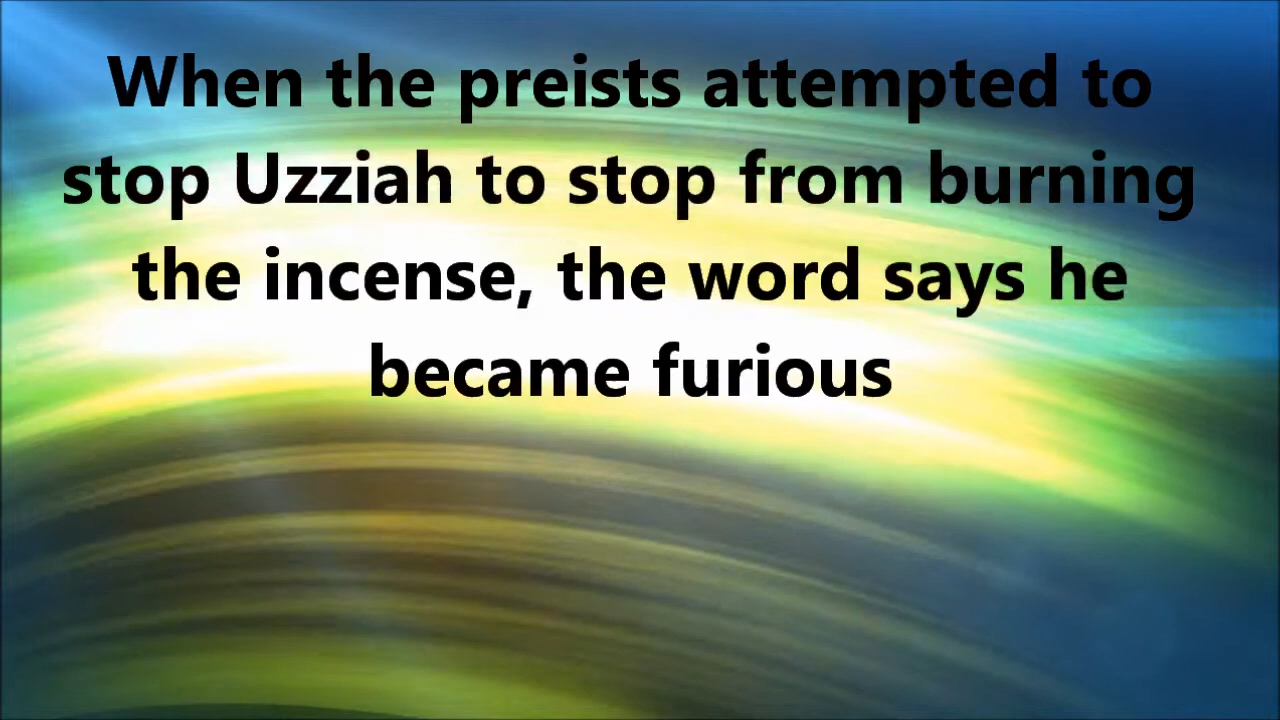 When the preists attempted to
stop Uzziah to stop from burning
the incense, the word says he
became furious